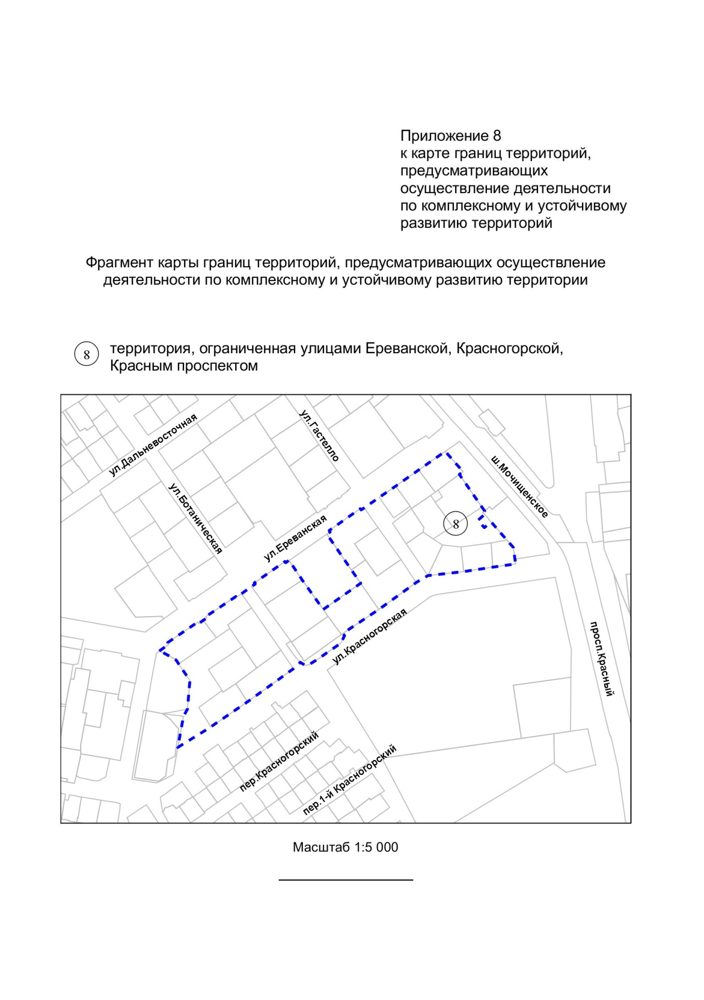 Приложение 8
к карте границ территорий,
предусматривающих
осуществление деятельности
по комплексному и устойчивому
развитию территорий
Фрагмент карты границ территорий, предусматривающих осуществление
деятельности по комплексному и устойчивому развитию территории
8
территория, ограниченная улицами Ереванской, Красногорской,
Красным проспектом
ул.Дальневосточная
ул.Гастелло
ул.Ботаническая
ш.Мочищенское
ул.Ереванская
8
ул.Красногорская
просп.Красный
пер.Красногорский
пер.1-й Красногорский
Масштаб 1:5 000